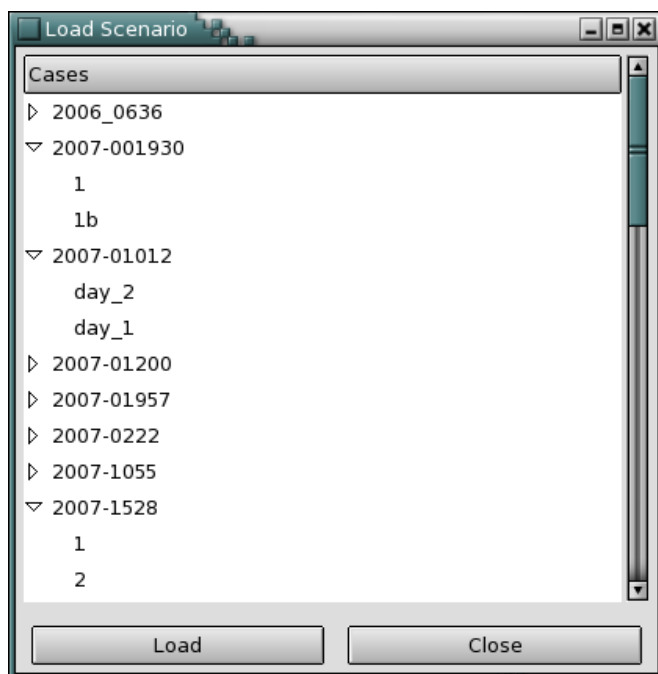 Load Scenario
Cases
2006_0636
2007-001930
1
1b
2007-01012
day_2
day_1
2007-01200
2007-01957
2007-0222
2007-1055
2007-1528
1
2
Load Close